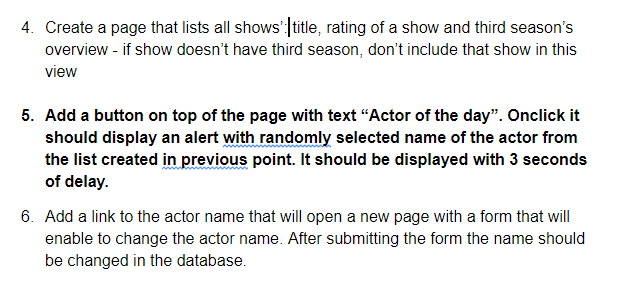 4. Create a page that lists all shows': title, rating of a show and third season's
overview - if show doesn't have third season, don't include that show in this
view
5. Add a button on top of the page with text “Actor of the day”. Onclick it
should display an alert with randomly selected name of the actor from
the list created in previous point. It should be displayed with 3 seconds
of delay.
6. Add a link to the actor name that will open a new page with a form that will
enable to change the actor name. After submitting the form the name should
be changed in the database.